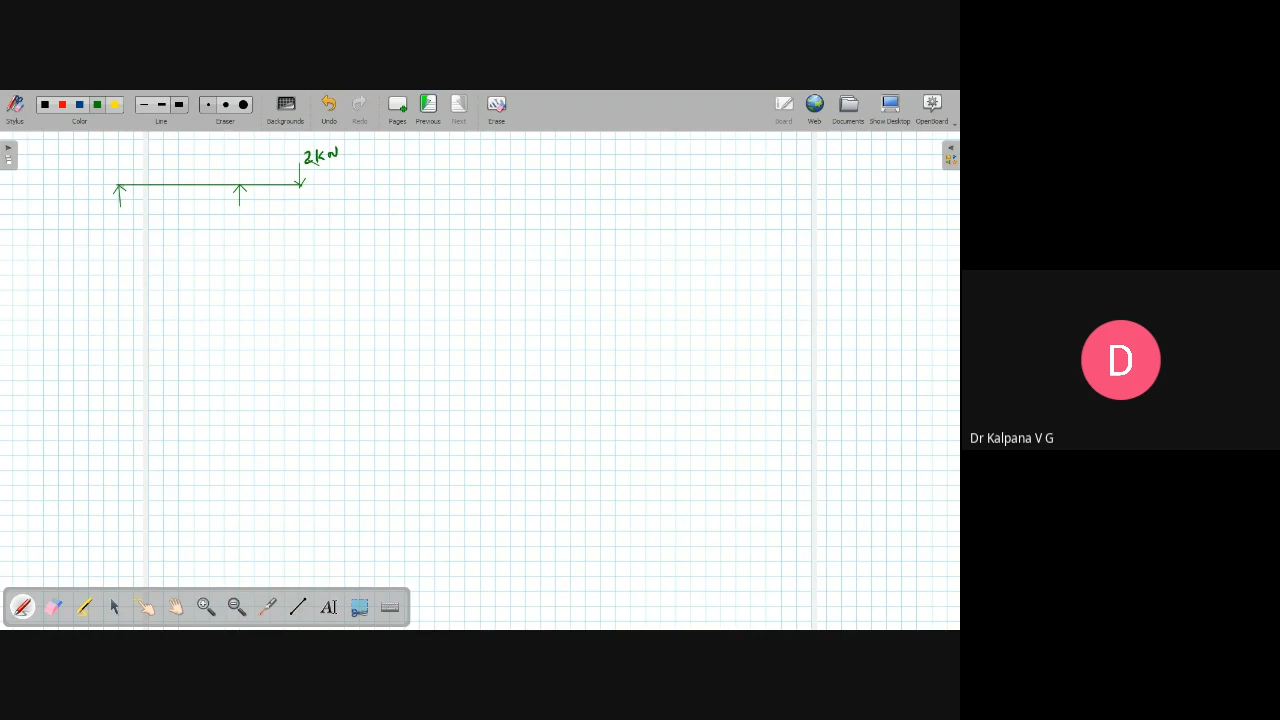 Stylus
Color
Line
Eraser
Backgrounds
Undo
Redo
Pages
Previous
Next
Erase
Board
Web
Documents
Show Desktop
OpenBoard
2KN
AI
D
Dr Kalpana V G